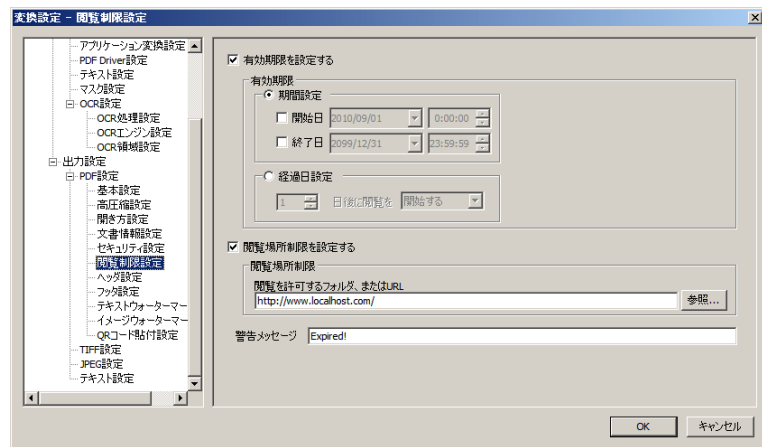 変換設定 - 閲覧制限設定
アプリケーション変換設定
PDF Driver設定
テキスト設定
マスク設定
OCR設定
OCR処理設定
OCRエンジン設定
OCR領域設定
出力設定
PDF設定
基本設定
高圧縮設定
開き方設定
文書情報設定
セキュリティ設定
閲覧制限設定
ヘッダ設定
フッタ設定
テキストウォーターマー
イメージウォーターマー
QRコード貼付設定
TIFF設定
JPEG設定
テキスト設定
有効期限を設定する
有効期限
期間設定
開始日 2010/09/01 0:00:00
終了日 2099/12/31 23:59:59
経過日設定
1 日後に閲覧を 開始する
閲覧場所制限を設定する
閲覧場所制限
閲覧を許可するフォルダ、またはURL
http://www.localhost.com/ 参照...
警告メッセージ Expired!
OK キャンセル